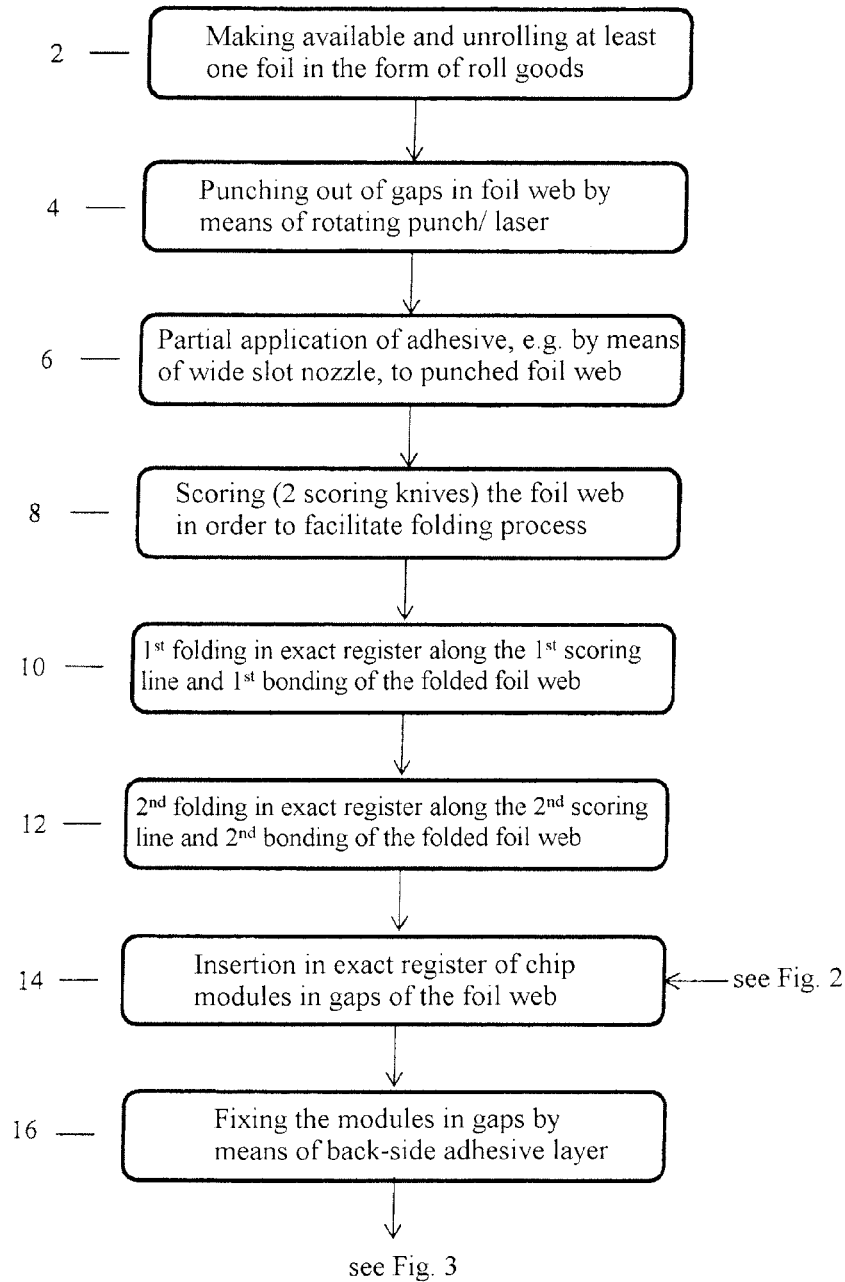 2
Making available and unrolling at least
one foil in the form of roll goods
4
Punching out of gaps in foil web by
means of rotating punch/ laser
6
Partial application of adhesive, e.g. by means
of wide slot nozzle, to punched foil web
8
Scoring (2 scoring knives) the foil web
in order to facilitate folding process
10
1st folding in exact register along the 1st scoring
line and 1st bonding of the folded foil web
12
2nd folding in exact register along the 2nd scoring
line and 2nd bonding of the folded foil web
14
Insertion in exact register of chip
modules in gaps of the foil web
see Fig. 2
16
Fixing the modules in gaps by
means of back-side adhesive layer
see Fig. 3